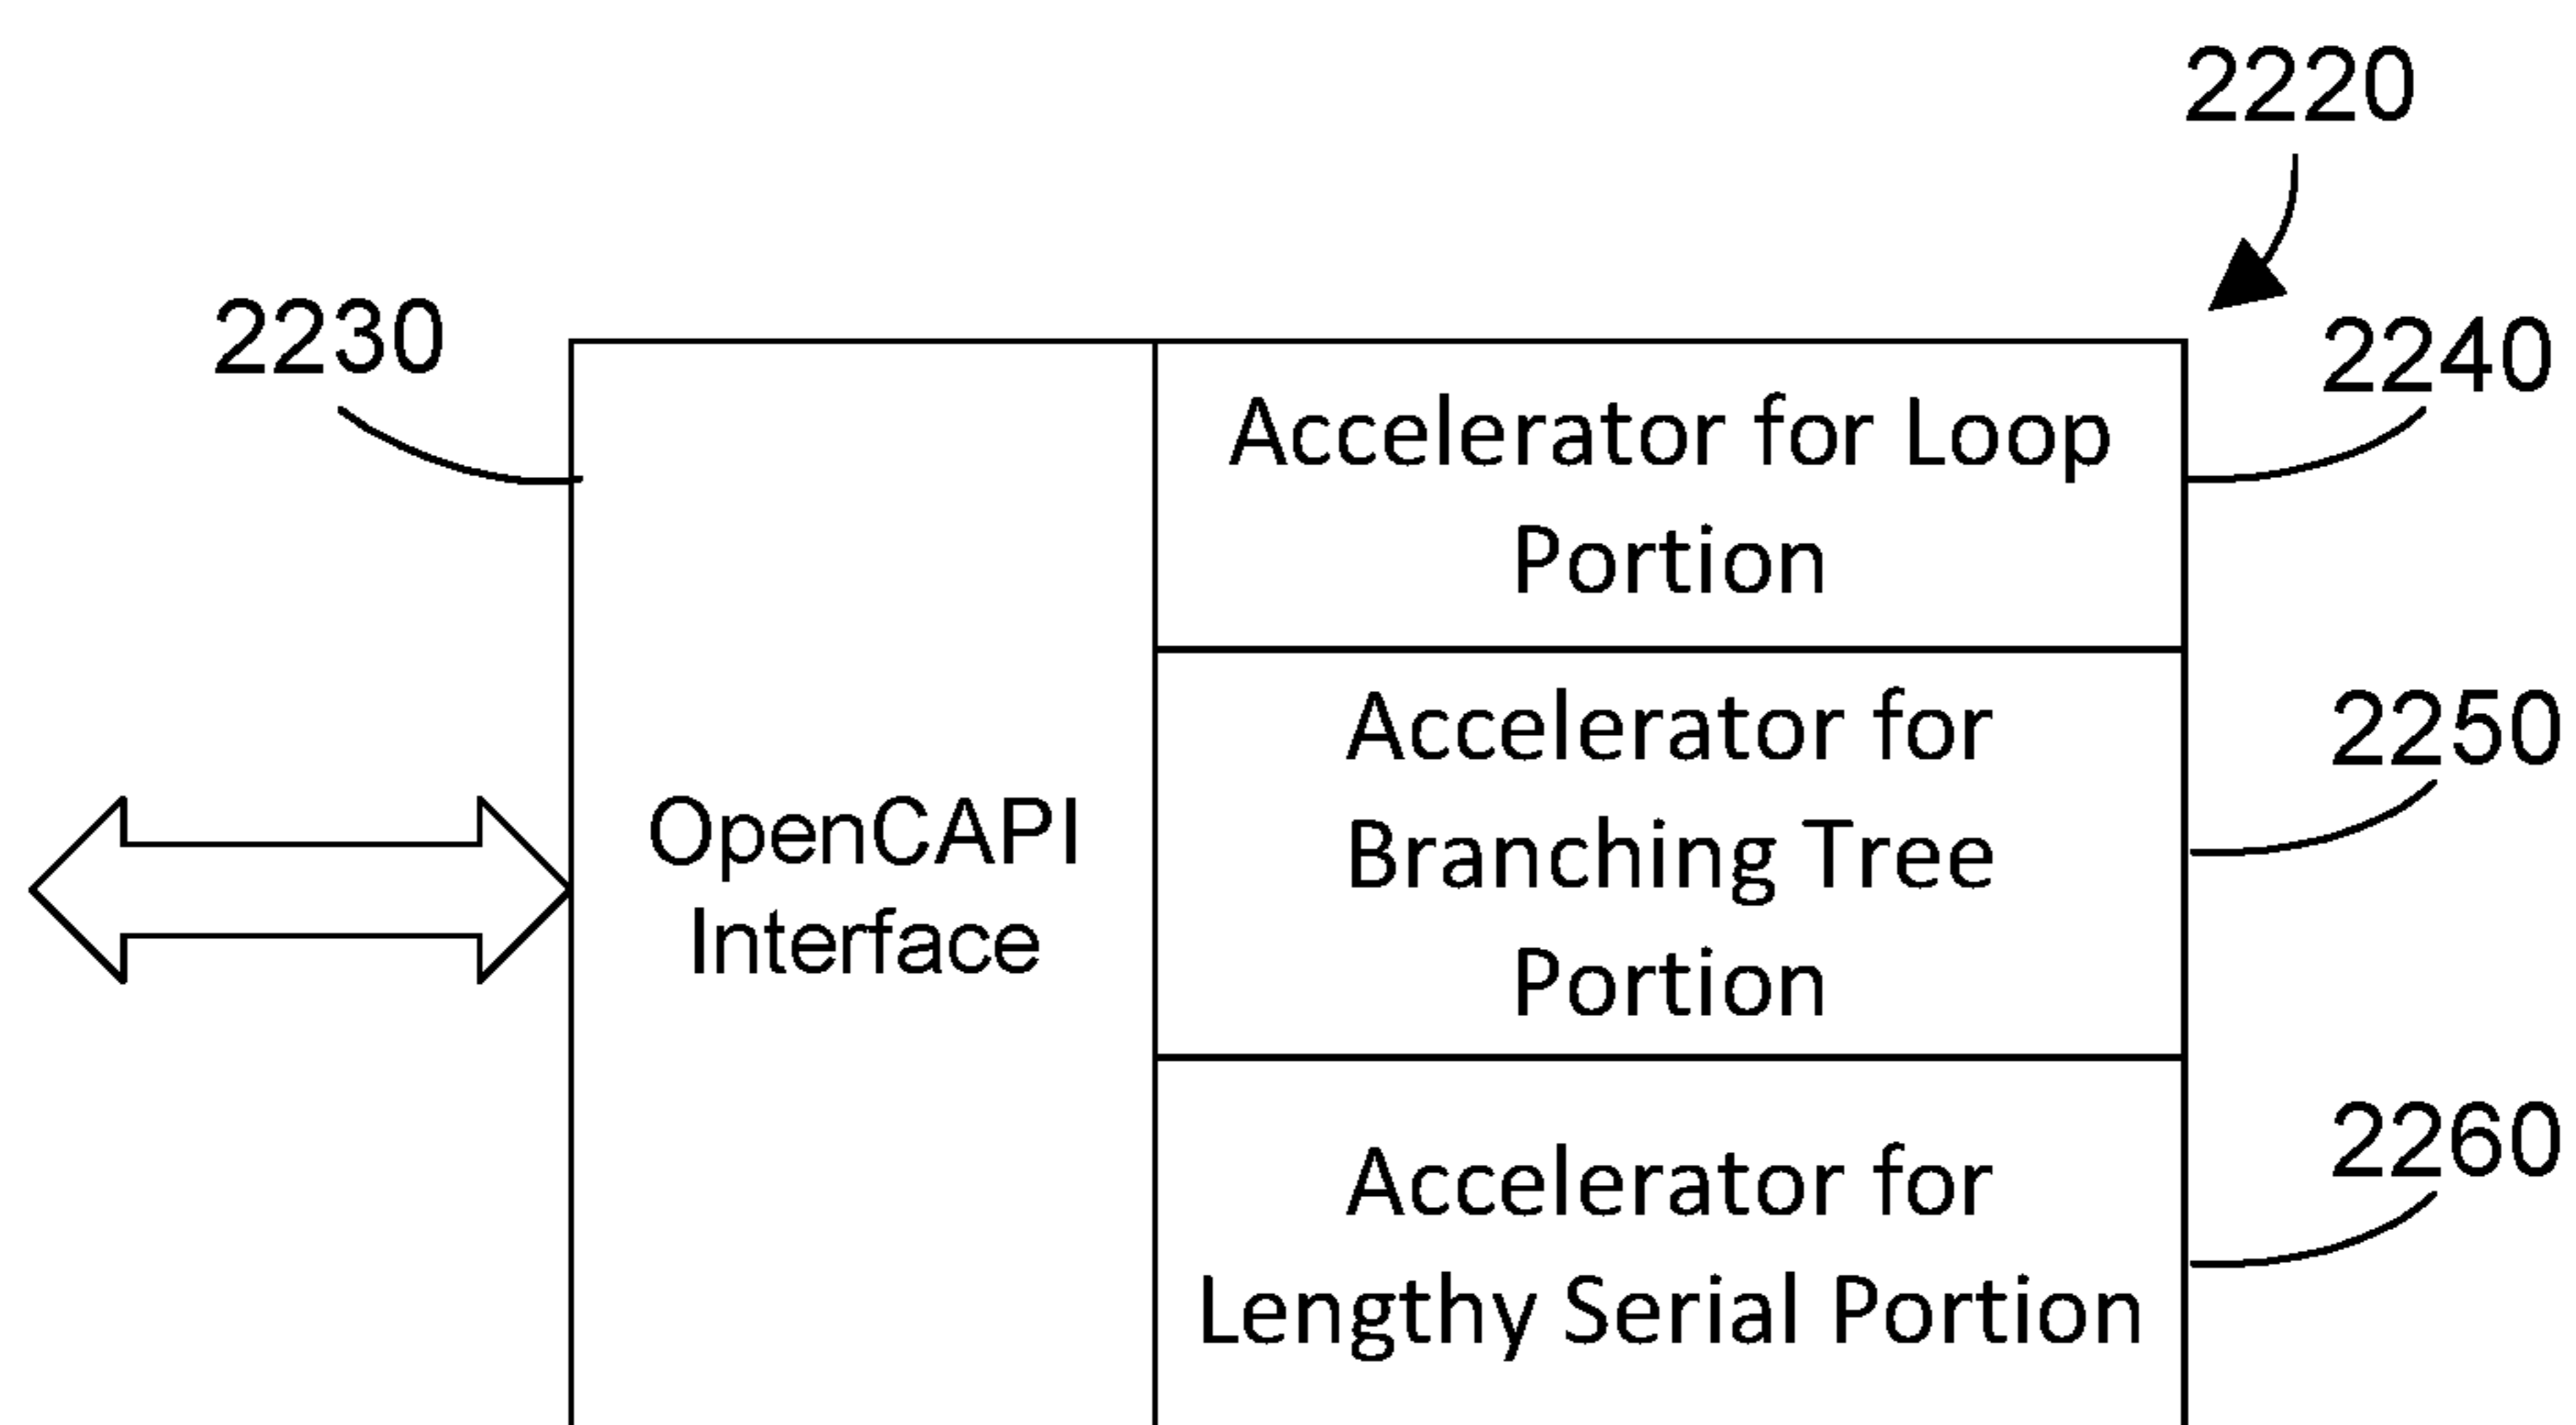 2220
2230
2240
Accelerator for Loop
Portion
2250
Accelerator for
Branching Tree
Portion
OpenCAPI
Interface
2260
Accelerator for
Lengthy Serial Portion